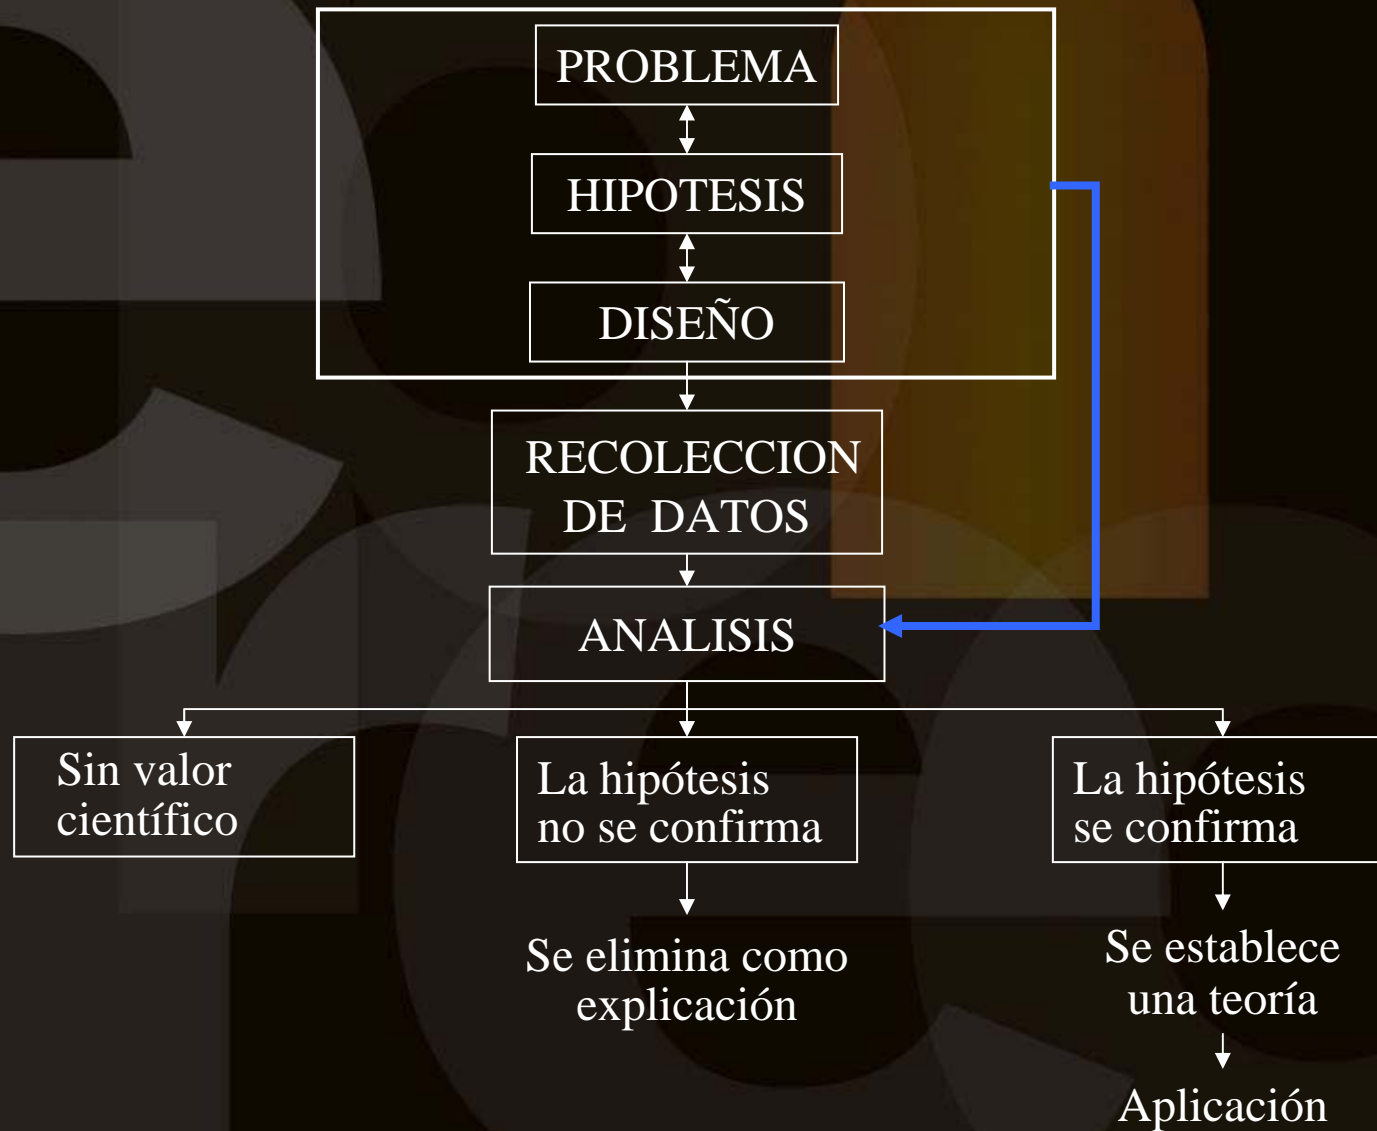 PROBLEMA
HIPOTESIS
DISEÑO
RECOLECCION
DE DATOS
ANALISIS
Sin valor
científico
La hipótesis
no se confirma
La hipótesis
se confirma
Se elimina como
explicación
Se establece
una teoría
Aplicación